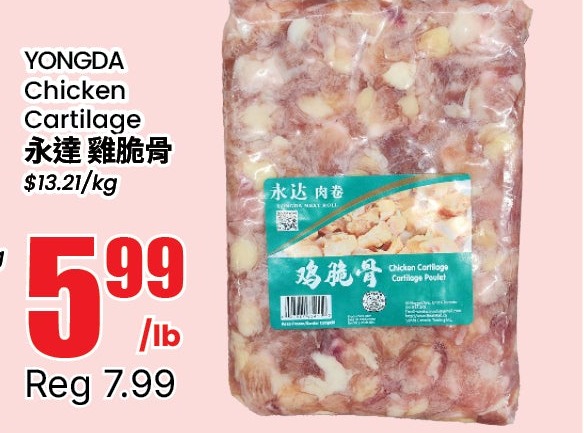 YONGDA
Chicken
Cartilage
永達 雞脆骨
$13.21/kg
5.99
/lb
Reg 7.99
永达 肉卷
YONGDA MEAT ROLL
鸡脆骨
Chicken Cartilage
Cartilage Poulet